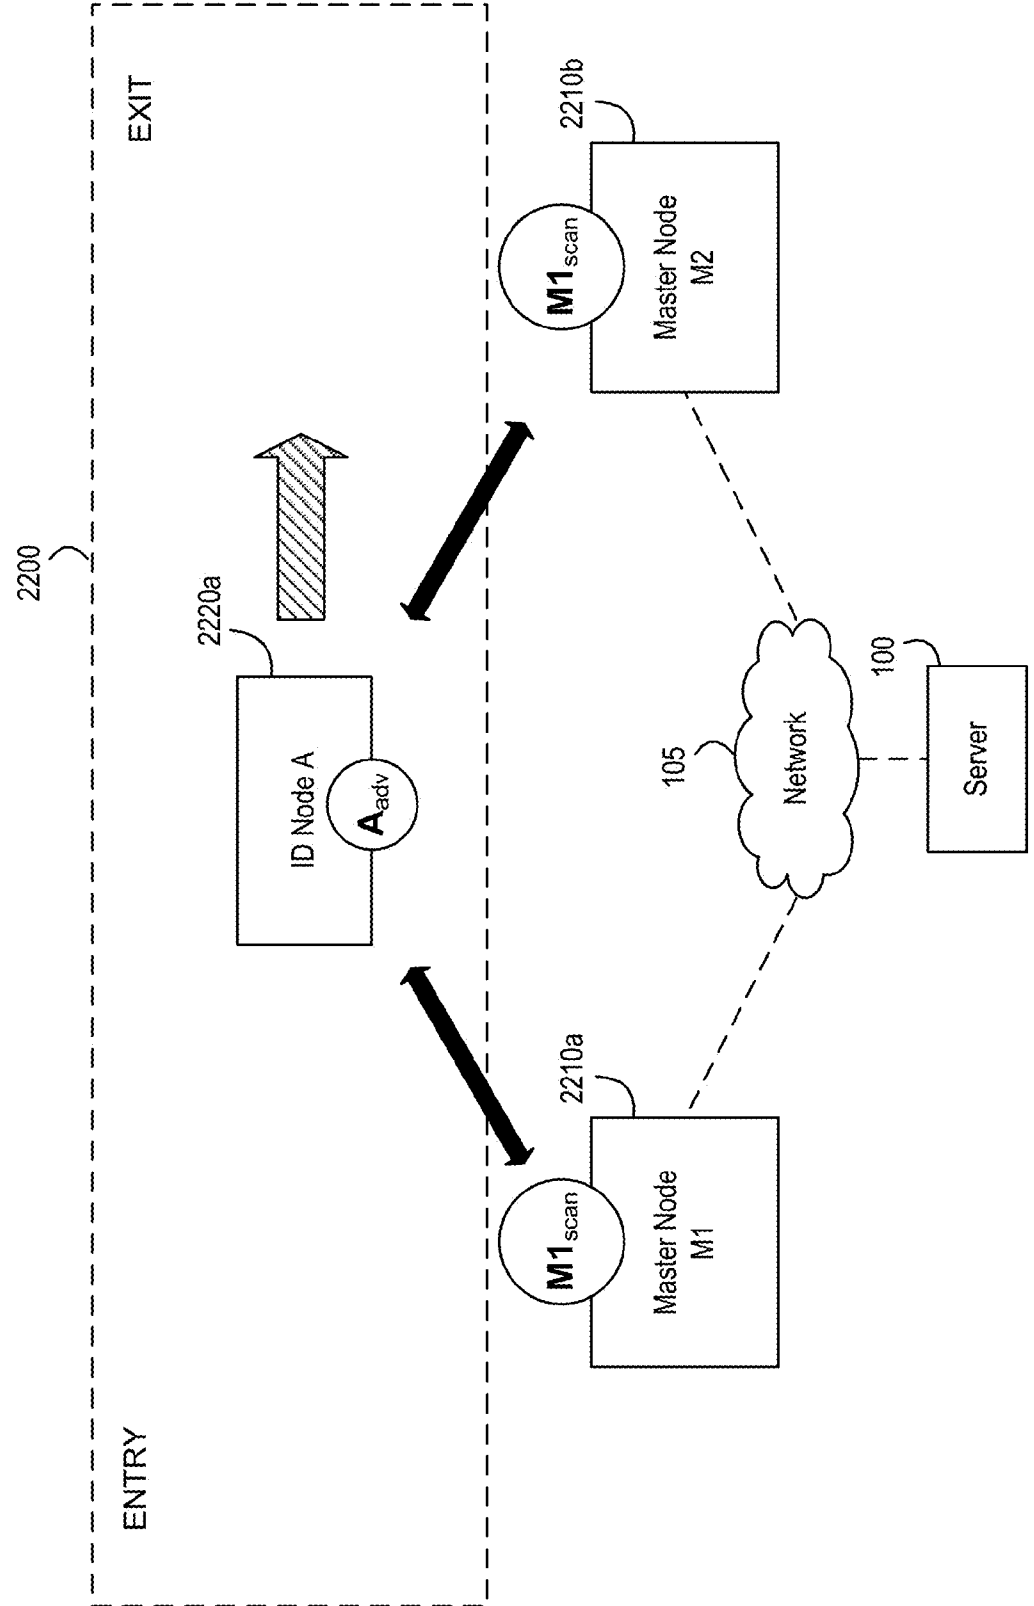 2200
ENTRY
EXIT
2220a
ID Node A
Aadv
2210a
2210b
M1scan
M1scan
Master Node
M1
Master Node
M2
105
Network
100
Server